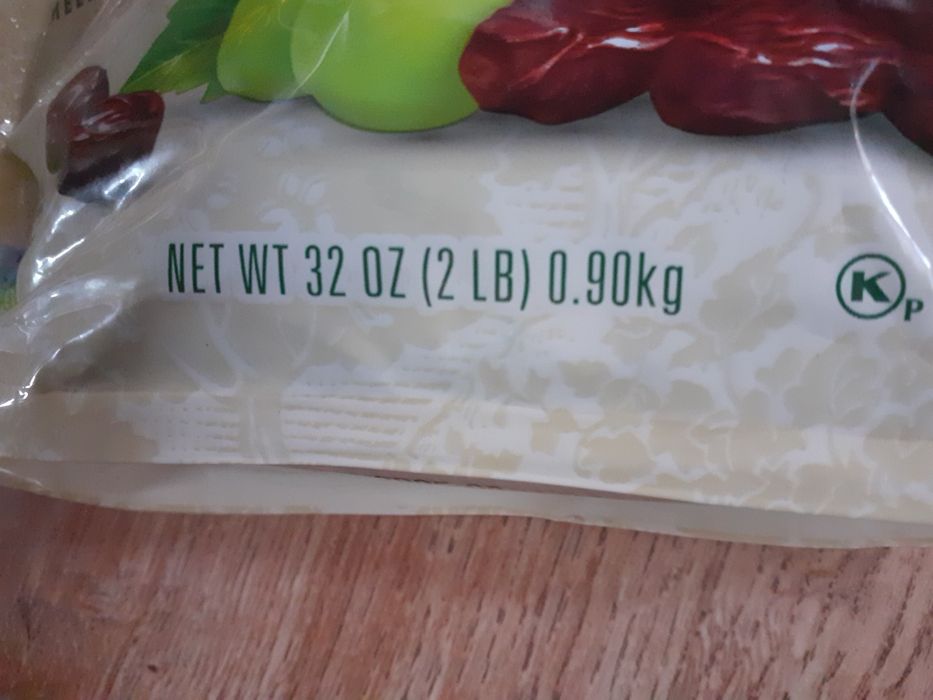 NET WT 32 OZ (2 LB) 0.90kg
K P